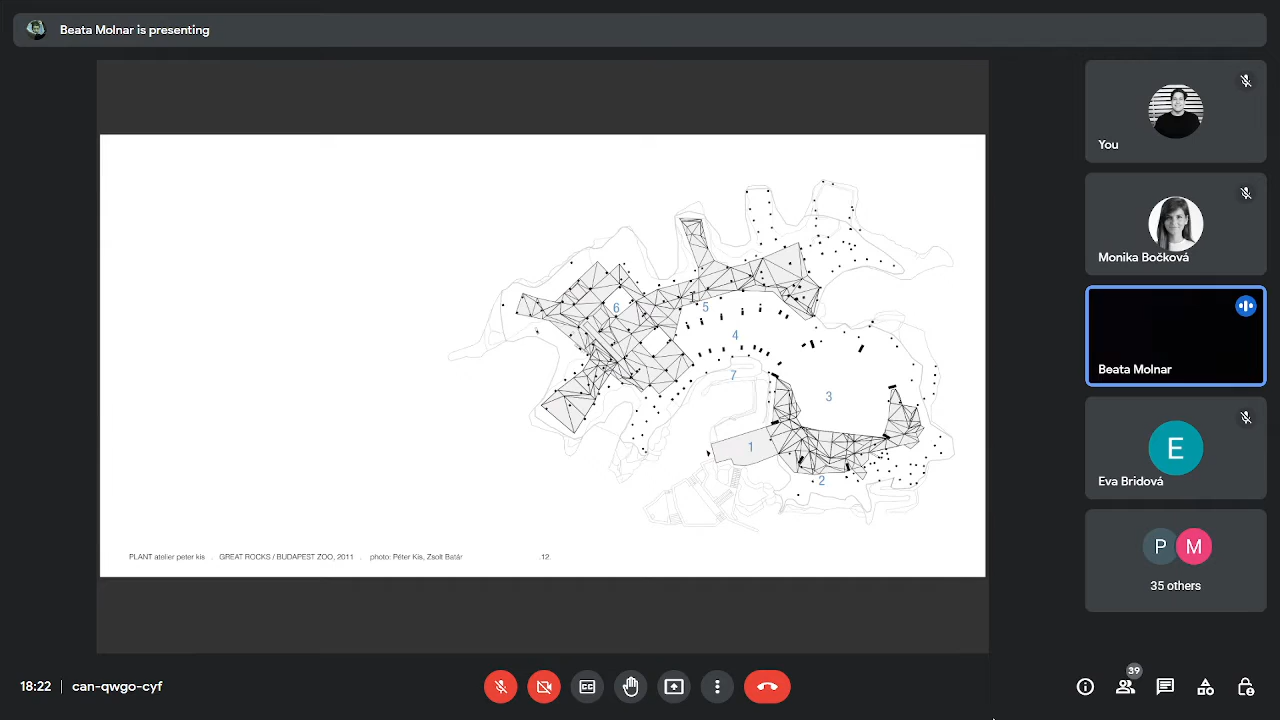 Beata Molnar is presenting
You
Monika Bočková
Beata Molnar
Eva Bridová
E
P M
35 others
6
5
4
7
3
1
2
PLANT atelier peter kis . GREAT ROCKS / BUDAPEST ZOO, 2011 . photo: Péter Kis, Zsolt Batár 12.
18:22 | can-qwgo-cyf
39